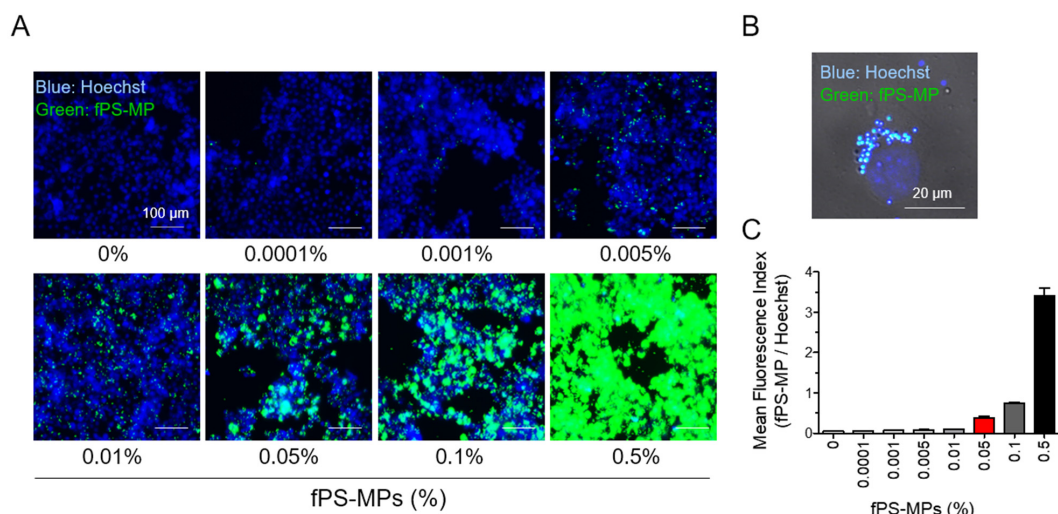 A
Blue: Hoechst
Green: fPS-MP
100 µm
0%
0.0001%
0.001%
0.005%
0.01%
0.05%
0.1%
0.5%
fPS-MPs (%)
B
Blue: Hoechst
Green: fPS-MP
20 µm
C
Mean Fluorescence Index
(fPS-MP / Hoechst)
4
3
2
1
0
0
0.0001
0.001
0.005
0.01
0.05
0.1
0.5
fPS-MPs (%)